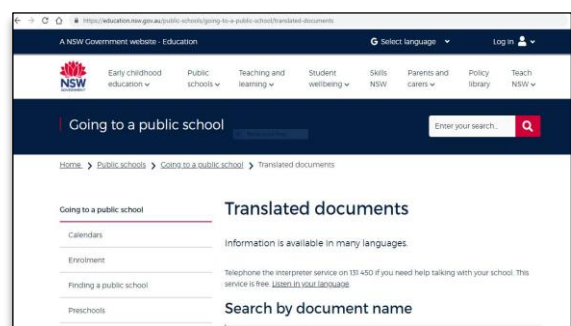 https://education.nsw.gov.au/public-schools/going-to-a-public-school/translated-documents
A NSW Government website - Education
G Select language
Log in
NSW
GOVERNMENT
Early childhood education
Public schools
Teaching and learning
Student wellbeing
Skills NSW
Parents and carers
Policy library
Teach NSW
Going to a public school
Enter your search..
Home > Public schools > Going to a public school > Translated documents
Going to a public school
Calendars
Enrolment
Finding a public school
Preschools
Translated documents
Information is available in many languages.
Telephone the interpreter service on 131 450 if you need help talking with your school. This
service is free. Listen in your language.
Search by document name